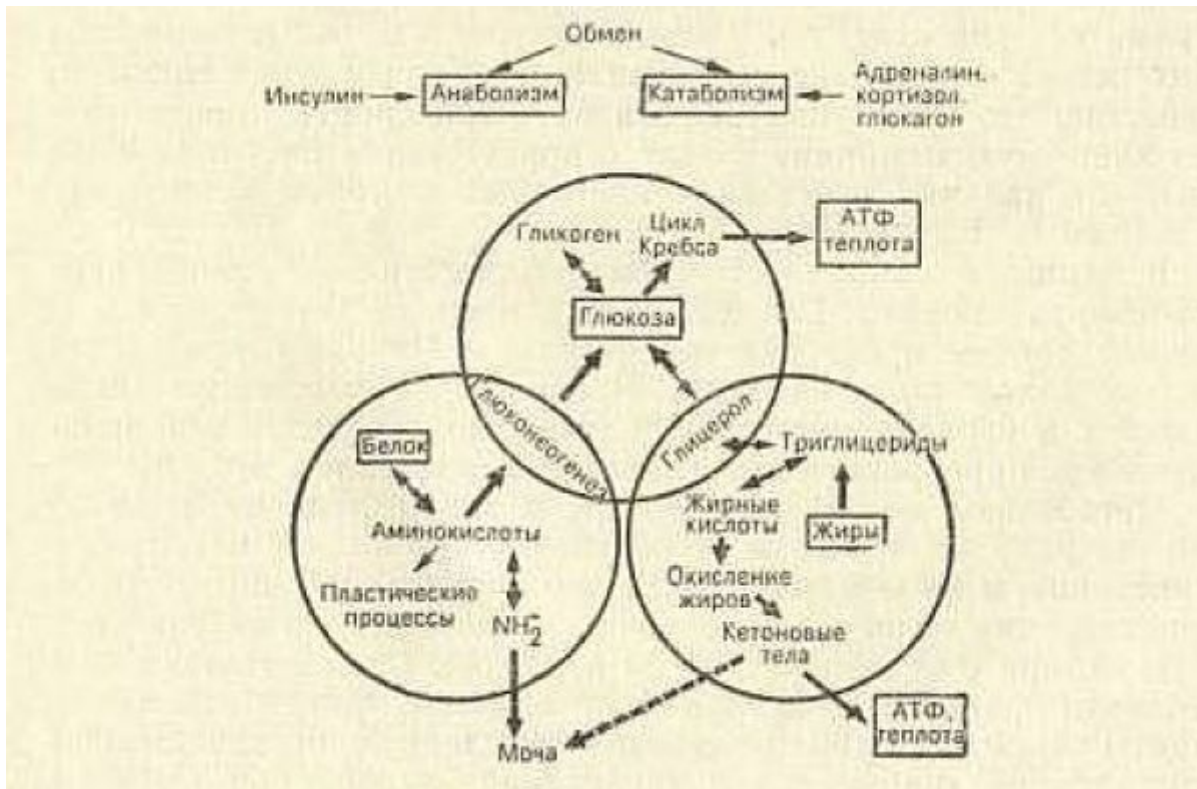 Обмен
Инсулин
Анаболизм
Катаболизм
Адреналин,
кортизол,
глюкагон
Гликоген
Цикл
Кребса
АТФ,
теплота
Глюкоза
Глюконеогенез
Глицерол
Белок
Триглицериды
Аминокислоты
Жирные
кислоты
Жиры
Пластические
процессы
Окисление
жиров
NH₂⁻
Кетоновые
тела
Моча
АТФ,
теплота